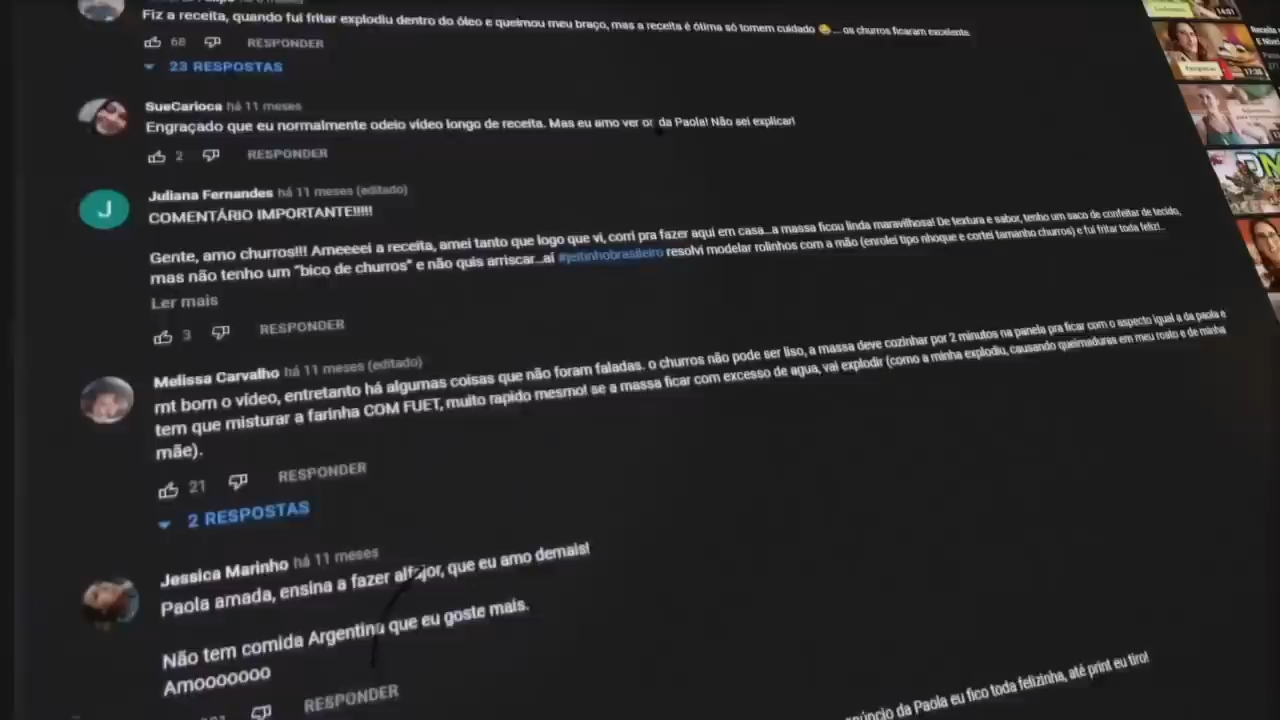 Fiz a receita, quando fui fritar explodiu dentro do óleo e queimou meu braço, mas a receita é ótima só tomem cuidado 😂... os churros ficaram excelente.
68 RESPONDER
23 RESPOSTAS
SueCarioca há 11 meses
Engraçado que eu normalmente odeio vídeo longo de receita. Mas eu amo ver os da Paola! Não sei explicar!
2 RESPONDER
J
Juliana Fernandes há 11 meses (editado)
COMENTÁRIO IMPORTANTE!!!!!
Gente, amo churros!!! Ameeeei a receita, amei tanto que logo que vi, corri pra fazer aqui em casa...a massa ficou linda maravilhosa! De textura e sabor, tenho um saco de confeitar de tecido,
mas não tenho um "bico de churros" e não quis arriscar...aí #jeitinhobrasileiro resolvi modelar rolinhos com a mão (enrolei tipo nhoque e cortei tamanho churros) e fui fritar toda feliz!...
Ler mais
3 RESPONDER
Melissa Carvalho há 11 meses (editado)
mt bom o vídeo, entretanto há algumas coisas que não foram faladas. o churros não pode ser liso, a massa deve cozinhar por 2 minutos na panela pra ficar com o aspecto igual a da paola e
tem que misturar a farinha COM FUET, muito rapido mesmo! se a massa ficar com excesso de agua, vai explodir (como a minha explodiu, causando queimaduras em meu rosto e de minha
mãe).
21 RESPONDER
2 RESPOSTAS
Jessica Marinho há 11 meses
Paola amada, ensina a fazer alfajor, que eu amo demais!
Não tem comida Argentina que eu goste mais.
Amooooooo
RESPONDER
da Paola eu fico toda felizinha, até print eu tiro!
14:01
17:38
Receita